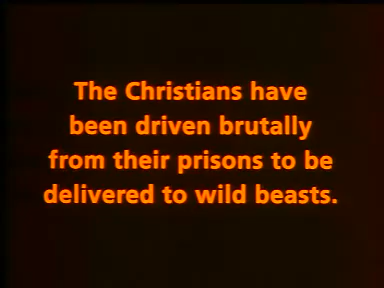 The Christians have
been driven brutally
from their prisons to be
delivered to wild beasts.